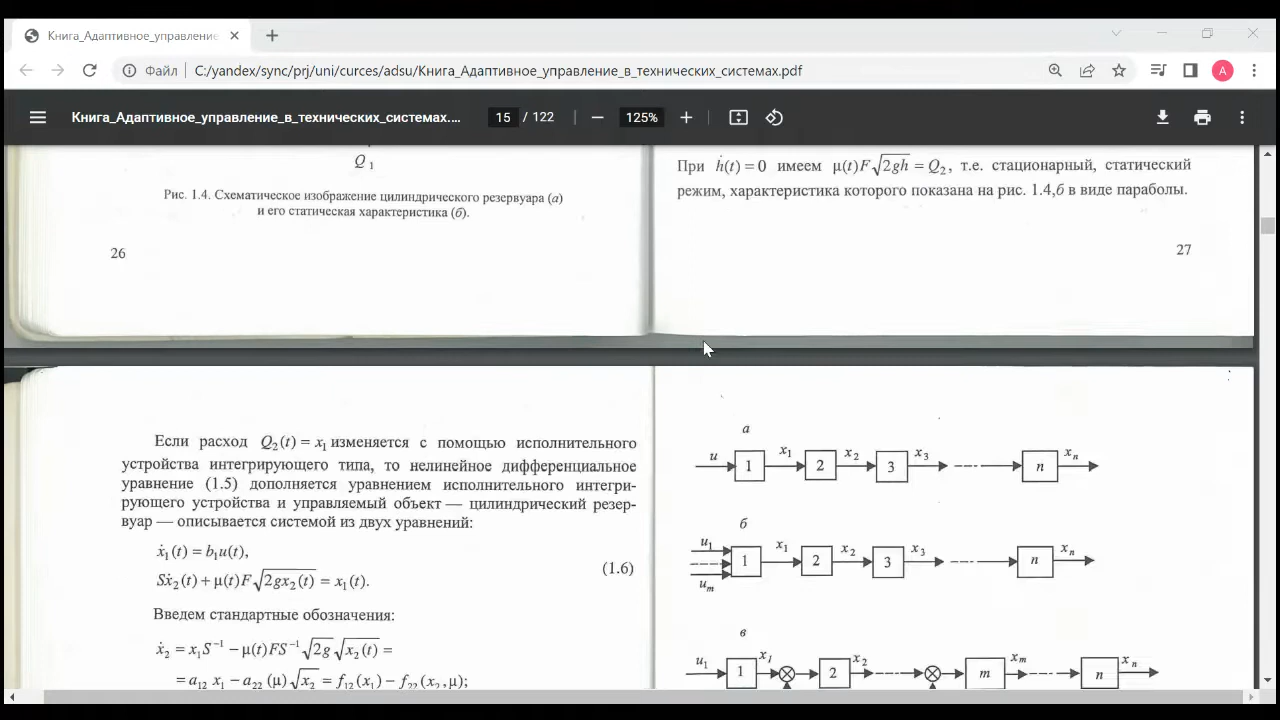 Книга_Адаптивное_управление
Файл
C:/yandex/sync/prj/uni/curces/adsu/Книга_Адаптивное_управление_в_технических_системах.pdf
A
Книга_Адаптивное_управление_в_технических_системах....
15 / 122
125%
Q 1
Рис. 1.4. Схематическое изображение цилиндрического резервуара (а)
и его статическая характеристика (б).
26
При ḣ(t) = 0 имеем μ(t)F√2gh = Q₂, т.е. стационарный, статический
режим, характеристика которого показана на рис. 1.4,б в виде параболы.
27
Если расход Q₂(t) = x₁ изменяется с помощью исполнительного
устройства интегрирующего типа, то нелинейное дифференциальное
уравнение (1.5) дополняется уравнением исполнительного интегри-
рующего устройства и управляемый объект — цилиндрический резер-
вуар — описывается системой из двух уравнений:
ẋ₁(t) = b₁u(t),
Sẋ₂(t) + μ(t)F√2gx₂(t) = x₁(t).
(1.6)
Введем стандартные обозначения:
ẋ₂ = x₁S⁻¹ − μ(t)FS⁻¹√2g √x₂(t) =
= a₁₂ x₁ − a₂₂ (μ)√x₂ = f₁₂(x₁) − f₂₂(x₂,μ);
а
u 1 x₁ 2 x₂ 3 x₃ n xₙ
б
u₁ uₘ 1 x₁ 2 x₂ 3 x₃ n xₙ
в
u₁ 1 x₁ 2 x₂ m xₘ n xₙ